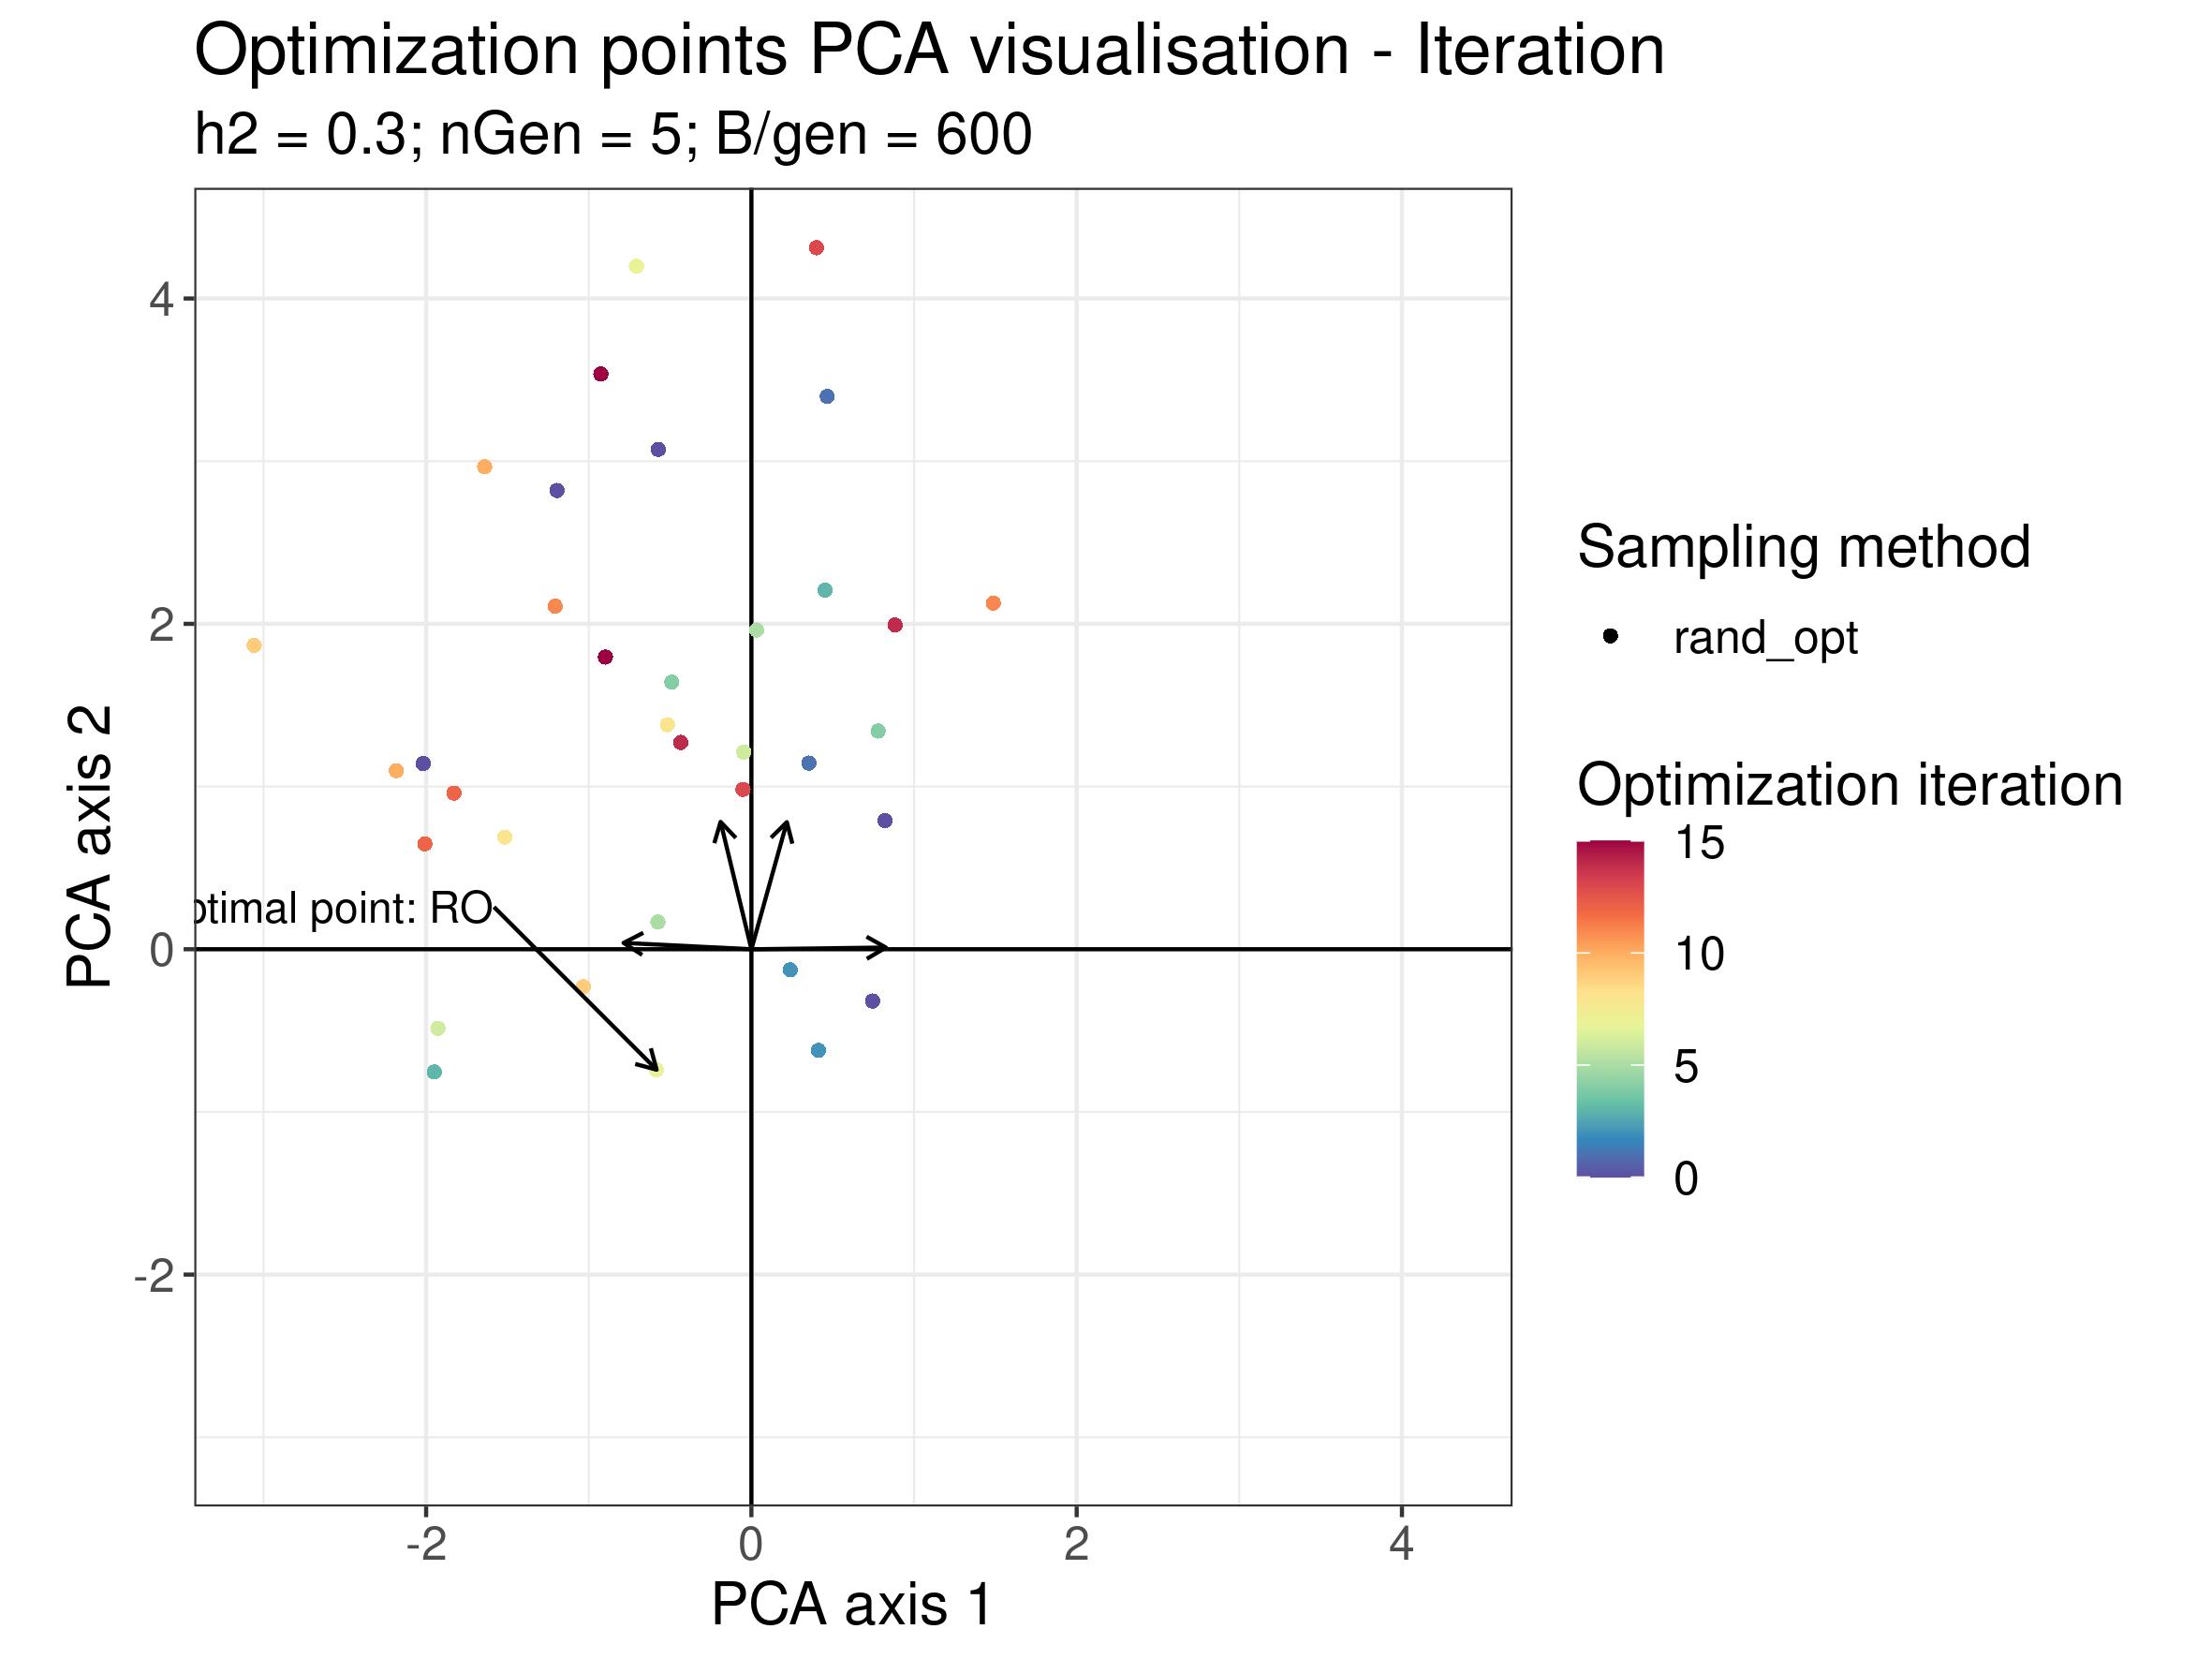 Optimization points PCA visualisation - Iteration
h2 = 0.3; nGen = 5; B/gen = 600
4
2
0
-2
PCA axis 2
ptimal point: RO
-2
0
2
4
PCA axis 1
Sampling method
rand_opt
Optimization iteration
15
10
5
0